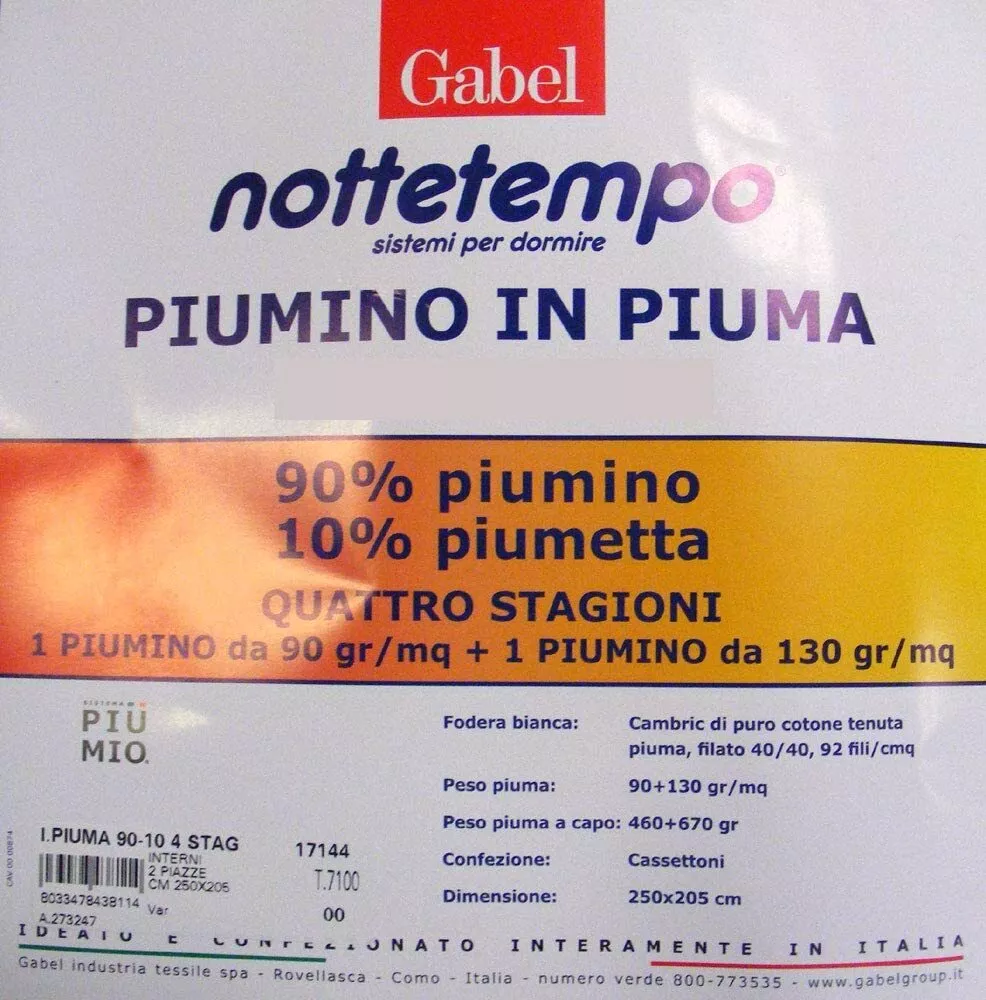 Gabel
nottetempo®
sistemi per dormire
PIUMINO IN PIUMA
90% piumino
10% piumetta
QUATTRO STAGIONI
1 PIUMINO da 90 gr/mq + 1 PIUMINO da 130 gr/mq
SISTEMA
PIÙ
MIO
Fodera bianca: Cambric di puro cotone tenuta
piuma, filato 40/40, 92 fili/cmq
Peso piuma: 90+130 gr/mq
Peso piuma a capo: 460+670 gr
Confezione: Cassettoni
Dimensione: 250x205 cm
CAV 00 00874
I.PIUMA 90-10 4 STAG 17144
INTERNI
2 PIAZZE T.7100
CM 250X205
8033478438114 Var 00
A.273247
IDEATO E CONFEZIONATO INTERAMENTE IN ITALIA
Gabel industria tessile spa - Rovellasca - Como - Italia - numero verde 800-773535 - www.gabelgroup.it